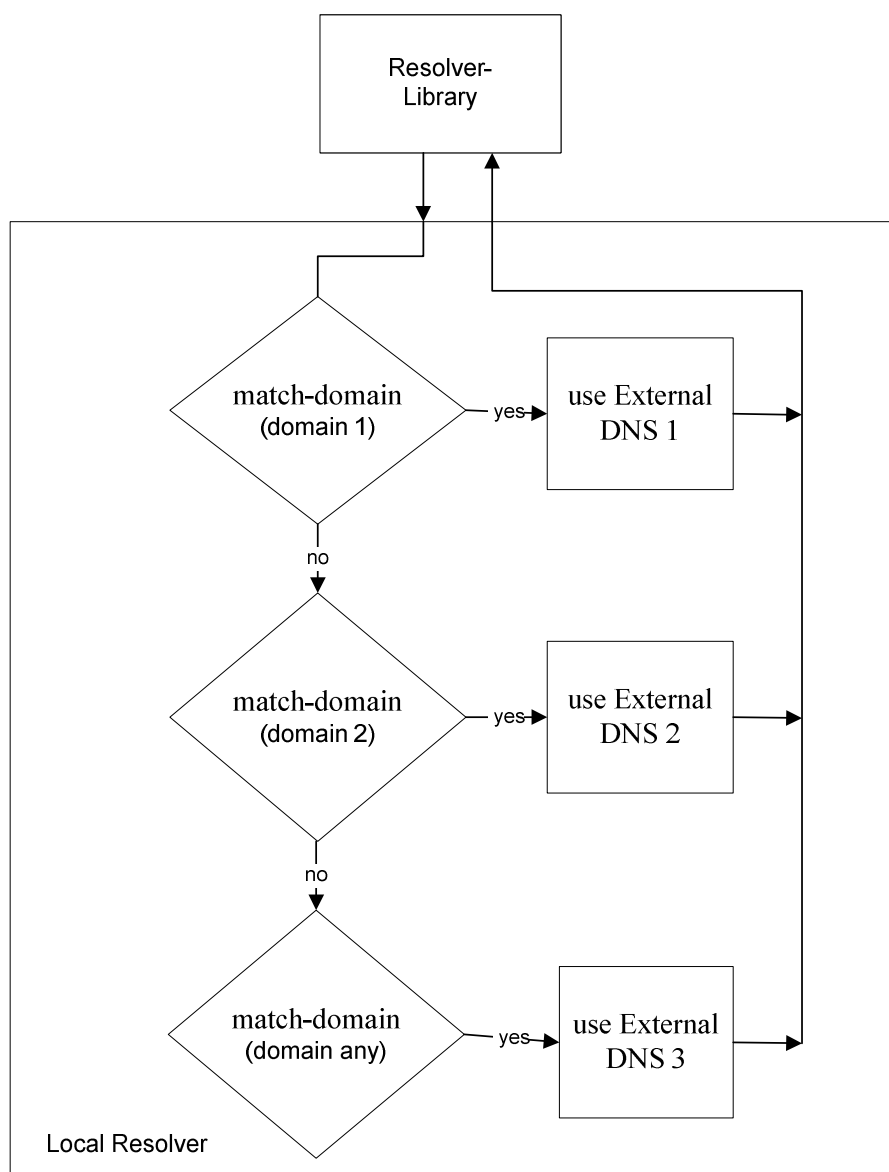 Resolver-
Library
match-domain
(domain 1)
yes
use External
DNS 1
no
match-domain
(domain 2)
yes
use External
DNS 2
no
match-domain
(domain any)
yes
use External
DNS 3
Local Resolver